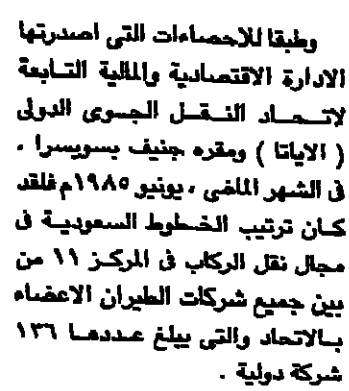 وطبقا للاحصاءات التى اصدرتها
الادارة الاقتصادية والمالية التابعة
لاتحاد النقل الجوى الدولى
( الاياتا ) ومقره جنيف بسويسرا .
فى الشهر الماضى ، يونيو ١٩٨٥م فلقد
كان ترتيب الخطوط السعودية فى
مجال نقل الركاب فى المركز ١١ من
بين جميع شركات الطيران الاعضاء
بالاتحاد والتى يبلغ عددها ١٣٦
شركة دولية .